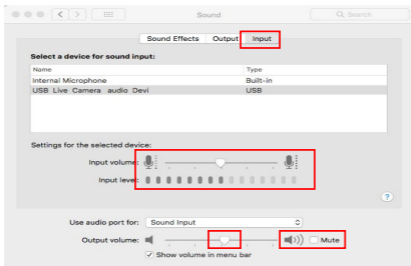 Sound
Search
Sound Effects Output Input
Select a device for sound input:
Name Type
Internal Microphone Built-in
USB Live Camera audio Devi USB
Settings for the selected device:
Input volume:
Input level:
?
Use audio port for: Sound Input
Output volume: Mute
Show volume in menu bar